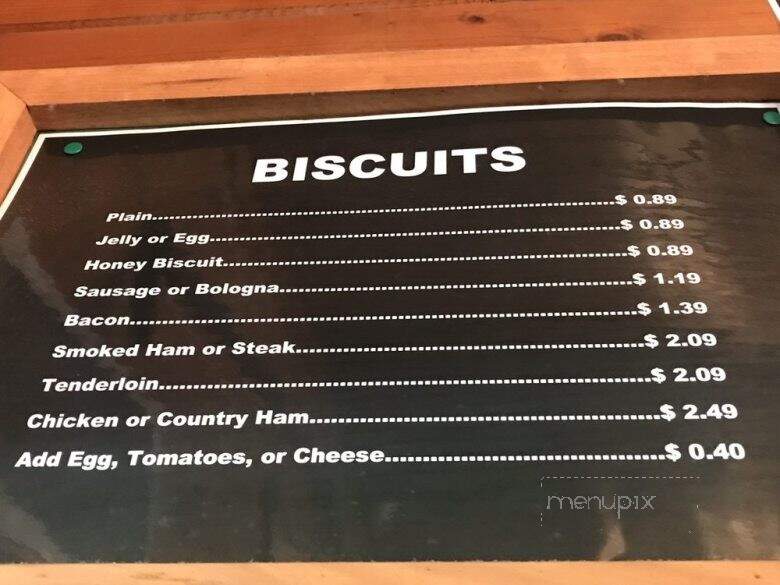 BISCUITS
Plain..................................................................$ 0.89
Jelly or Egg..........................................................$ 0.89
Honey Biscuit.........................................................$ 0.89
Sausage or Bologna..................................................$ 1.19
Bacon..................................................................$ 1.39
Smoked Ham or Steak................................................$ 2.09
Tenderloin.............................................................$ 2.09
Chicken or Country Ham.............................................$ 2.49
Add Egg, Tomatoes, or Cheese...................................$ 0.40
menupix